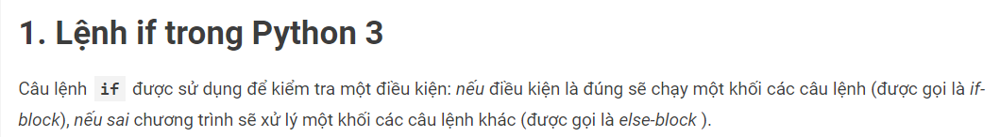 1. Lệnh if trong Python 3
Câu lệnh if được sử dụng để kiểm tra một điều kiện: nếu điều kiện là đúng sẽ chạy một khối các câu lệnh (được gọi là if-
block), nếu sai chương trình sẽ xử lý một khối các câu lệnh khác (được gọi là else-block ).